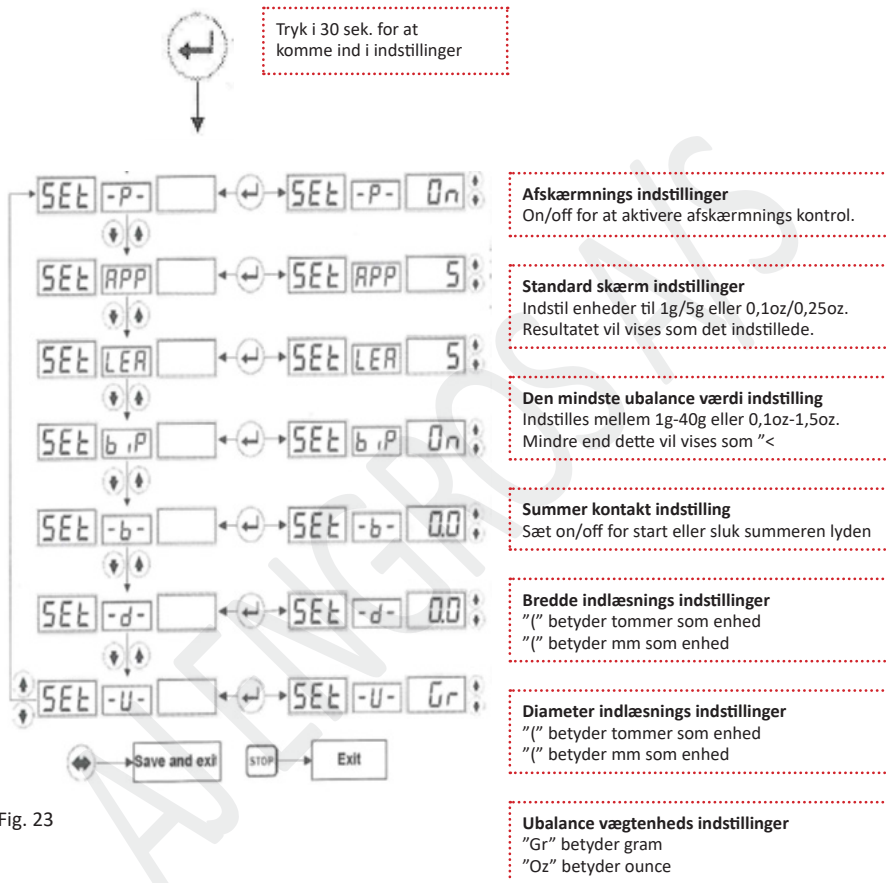 Tryk i 30 sek. for at
komme ind i indstillinger
SEt -P- SEt -P- On
Afskærmnings indstillinger
On/off for at aktivere afskærmnings kontrol.
SEt APP SEt APP 5
Standard skærm indstillinger
Indstil enheder til 1g/5g eller 0,1oz/0,25oz.
Resultatet vil vises som det indstillede.
SEt LEA SEt LEA 5
Den mindste ubalance værdi indstilling
Indstilles mellem 1g-40g eller 0,1oz-1,5oz.
Mindre end dette vil vises som ”<
SEt biP SEt biP On
Summer kontakt indstilling
Sæt on/off for start eller sluk summeren lyden
SEt -b- SEt -b- 0.0
Bredde indlæsnings indstillinger
”(” betyder tommer som enhed
”(” betyder mm som enhed
SEt -d- SEt -d- 0.0
Diameter indlæsnings indstillinger
”(” betyder tommer som enhed
”(” betyder mm som enhed
SEt -U- SEt -U- Gr
Ubalance vægtenheds indstillinger
”Gr” betyder gram
”Oz” betyder ounce
Save and exit STOP Exit
Fig. 23
AJ ENGROS A/S